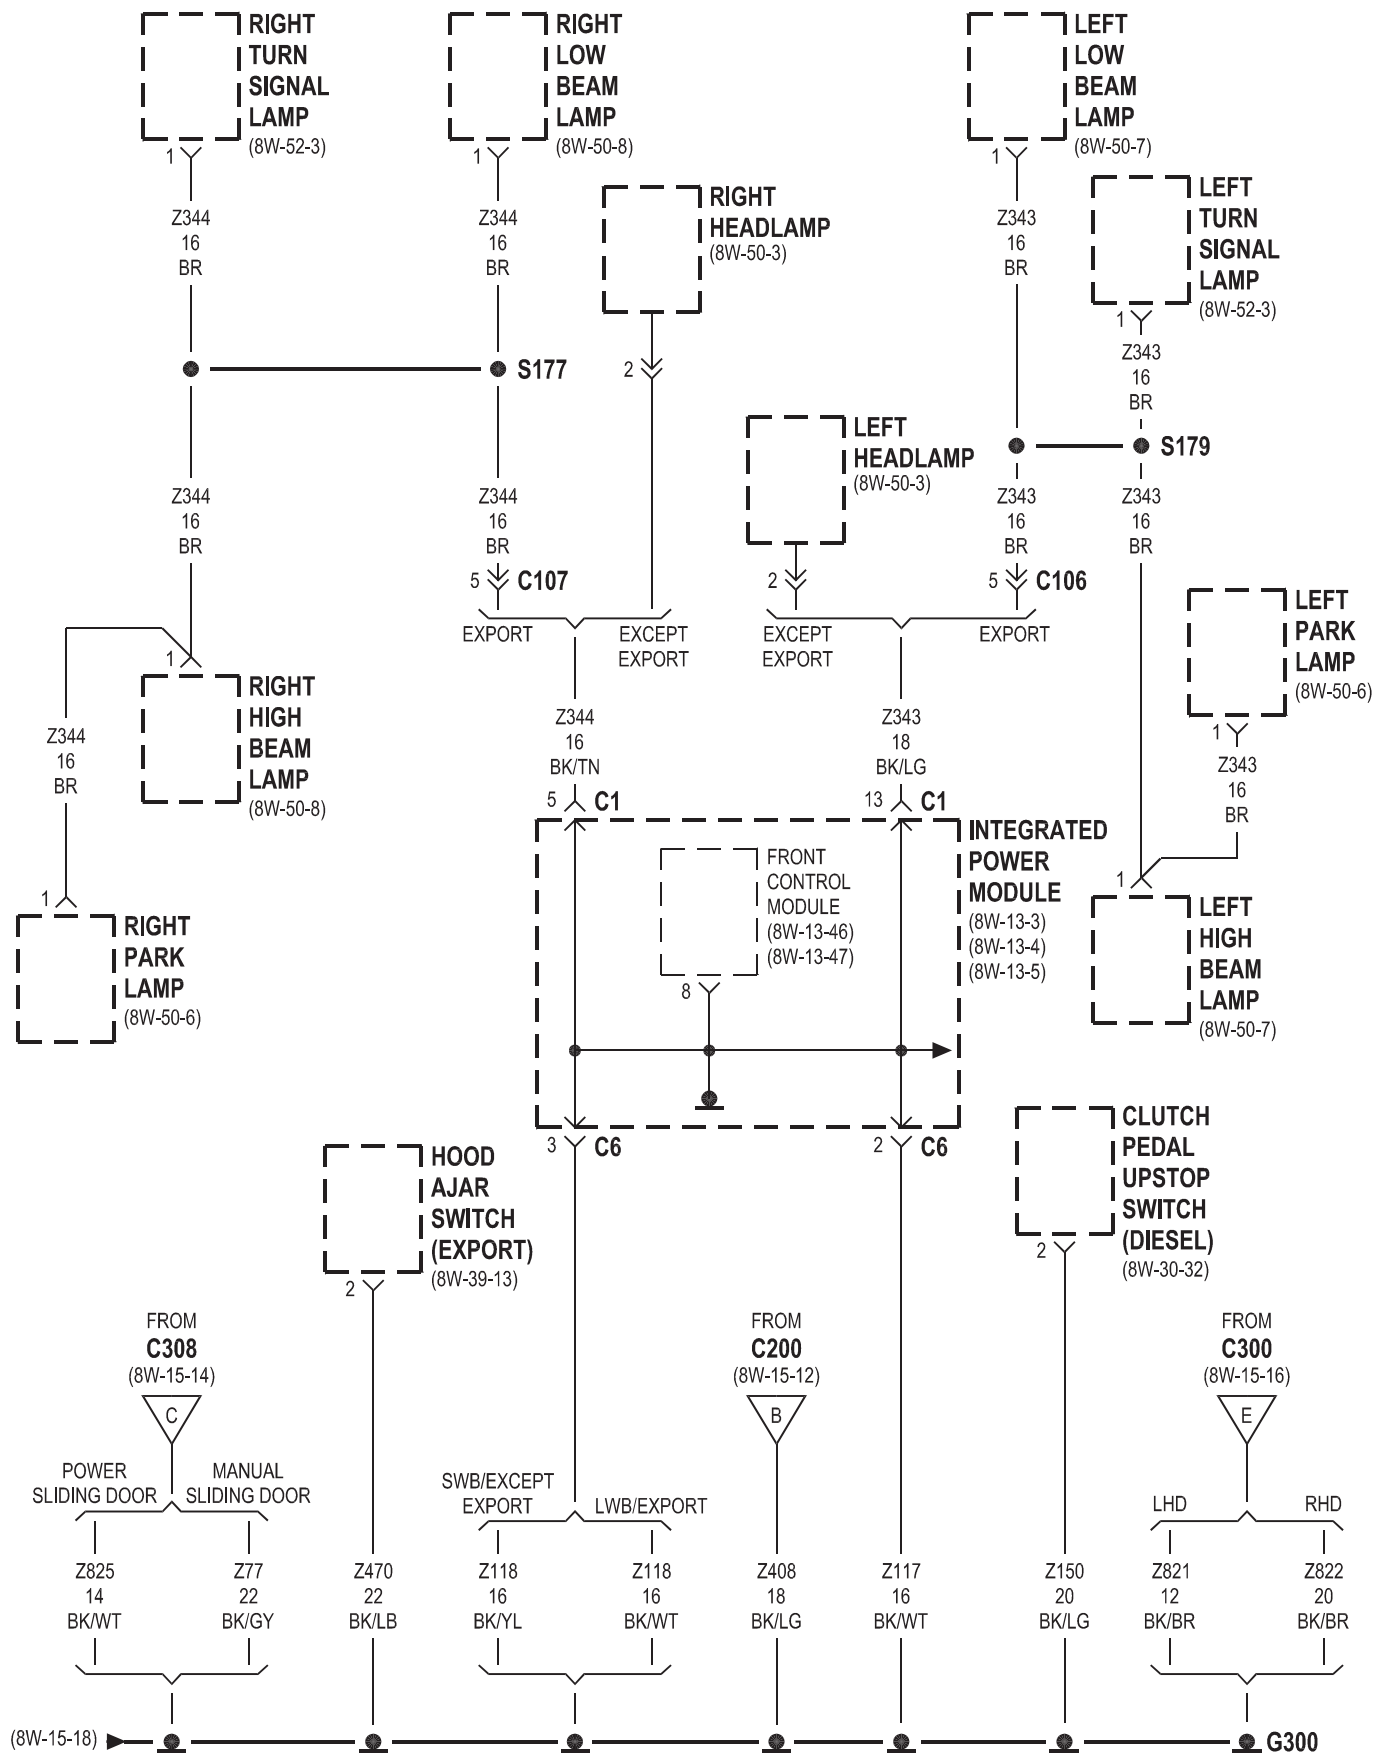 RIGHT
TURN
SIGNAL
LAMP
(8W-52-3)
1
Z344
16
BR
RIGHT
LOW
BEAM
LAMP
(8W-50-8)
1
Z344
16
BR
RIGHT
HEADLAMP
(8W-50-3)
2
LEFT
LOW
BEAM
LAMP
(8W-50-7)
1
Z343
16
BR
LEFT
TURN
SIGNAL
LAMP
(8W-52-3)
1
Z343
16
BR
S177
LEFT
HEADLAMP
(8W-50-3)
2
S179
Z344
16
BR
Z344
16
BR
5
C107
Z343
16
BR
5
C106
Z343
16
BR
EXPORT
EXCEPT
EXPORT
EXCEPT
EXPORT
EXPORT
LEFT
PARK
LAMP
(8W-50-6)
1
Z343
16
BR
1
RIGHT
HIGH
BEAM
LAMP
(8W-50-8)
Z344
16
BR
1
RIGHT
PARK
LAMP
(8W-50-6)
Z344
16
BK/TN
5
C1
Z343
18
BK/LG
13
C1
FRONT
CONTROL
MODULE
(8W-13-46)
(8W-13-47)
8
INTEGRATED
POWER
MODULE
(8W-13-3)
(8W-13-4)
(8W-13-5)
1
LEFT
HIGH
BEAM
LAMP
(8W-50-7)
3
C6
2
C6
HOOD
AJAR
SWITCH
(EXPORT)
(8W-39-13)
2
CLUTCH
PEDAL
UPSTOP
SWITCH
(DIESEL)
(8W-30-32)
2
FROM
C308
(8W-15-14)
C
FROM
C200
(8W-15-12)
B
FROM
C300
(8W-15-16)
E
POWER
SLIDING DOOR
MANUAL
SLIDING DOOR
SWB/EXCEPT
EXPORT
LWB/EXPORT
LHD
RHD
Z825
14
BK/WT
Z77
22
BK/GY
Z470
22
BK/LB
Z118
16
BK/YL
Z118
16
BK/WT
Z408
18
BK/LG
Z117
16
BK/WT
Z150
20
BK/LG
Z821
12
BK/BR
Z822
20
BK/BR
(8W-15-18)
G300